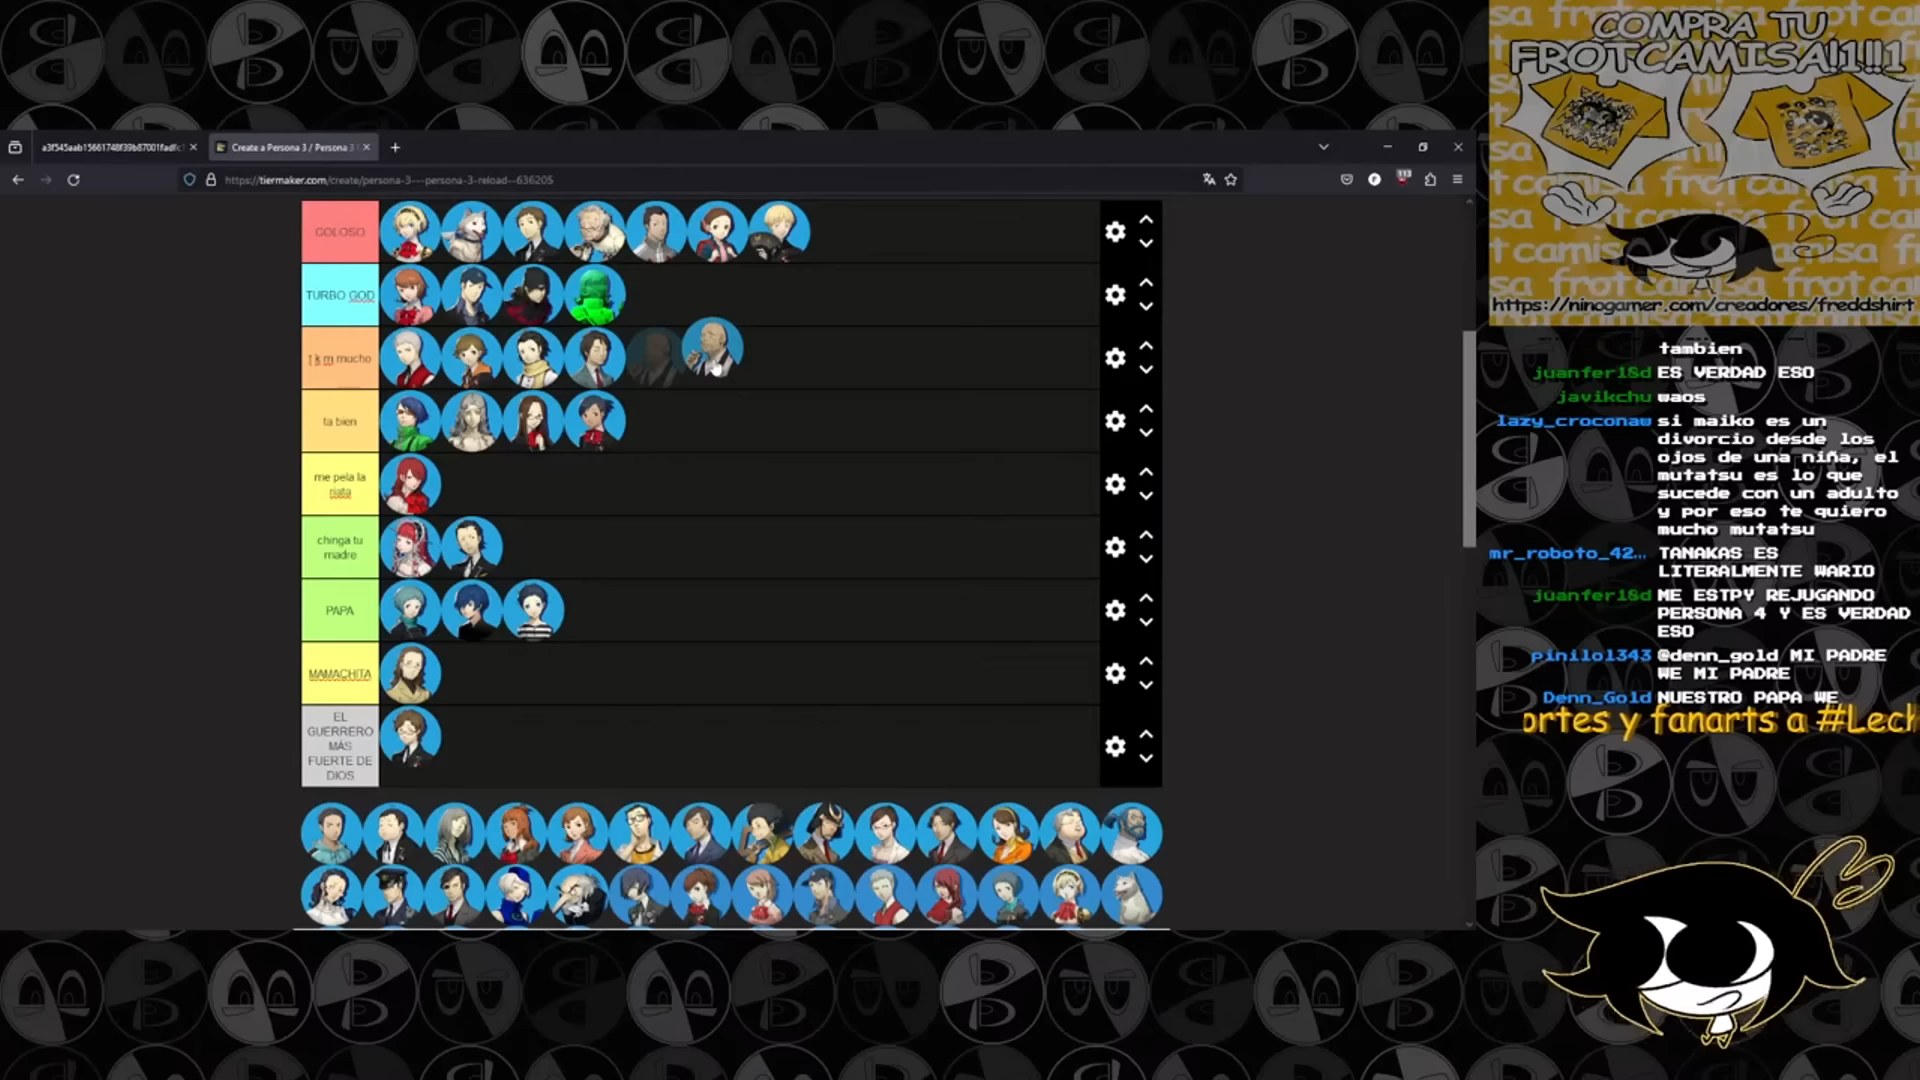 COMPRA TU
FROTCAMISA!1!!1
https://ninogamer.com/creadores/freddshirt
a3f545aab15661748f39b87001fadfc
Create a Persona 3 / Persona 3
https://tiermaker.com/create/persona-3---persona-3-reload--636205
GOLOSO
TURBO GOD
t k m mucho
ta bien
me pela la
riata
chinga tu
madre
PAPA
MAMACHITA
EL
GUERRERO
MÁS
FUERTE DE
DIOS
tambien
juanfer18d ES VERDAD ESO
javikchu waos
lazy_croconaw si maiko es un
divorcio desde los
ojos de una niña, el
mutatsu es lo que
sucede con un adulto
y por eso te quiero
mucho mutatsu
mr_roboto_42... TANAKAS ES
LITERALMENTE WARIO
juanfer18d ME ESTPY REJUGANDO
PERSONA 4 Y ES VERDAD
ESO
pinilol343 @denn_gold MI PADRE
WE MI PADRE
Denn_Gold NUESTRO PAPA WE
ortes y fanarts a #Lech